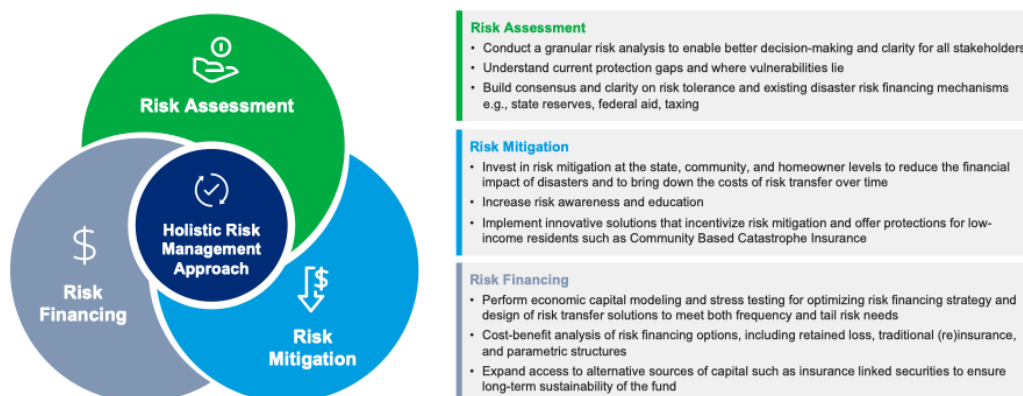 Risk Assessment
Holistic Risk
Management
Approach
Risk
Financing
Risk
Mitigation
Risk Assessment
• Conduct a granular risk analysis to enable better decision-making and clarity for all stakeholders
• Understand current protection gaps and where vulnerabilities lie
• Build consensus and clarity on risk tolerance and existing disaster risk financing mechanisms
e.g., state reserves, federal aid, taxing
Risk Mitigation
• Invest in risk mitigation at the state, community, and homeowner levels to reduce the financial
impact of disasters and to bring down the costs of risk transfer over time
• Increase risk awareness and education
• Implement innovative solutions that incentivize risk mitigation and offer protections for low-
income residents such as Community Based Catastrophe Insurance
Risk Financing
• Perform economic capital modeling and stress testing for optimizing risk financing strategy and
design of risk transfer solutions to meet both frequency and tail risk needs
• Cost-benefit analysis of risk financing options, including retained loss, traditional (re)insurance,
and parametric structures
• Expand access to alternative sources of capital such as insurance linked securities to ensure
long-term sustainability of the fund